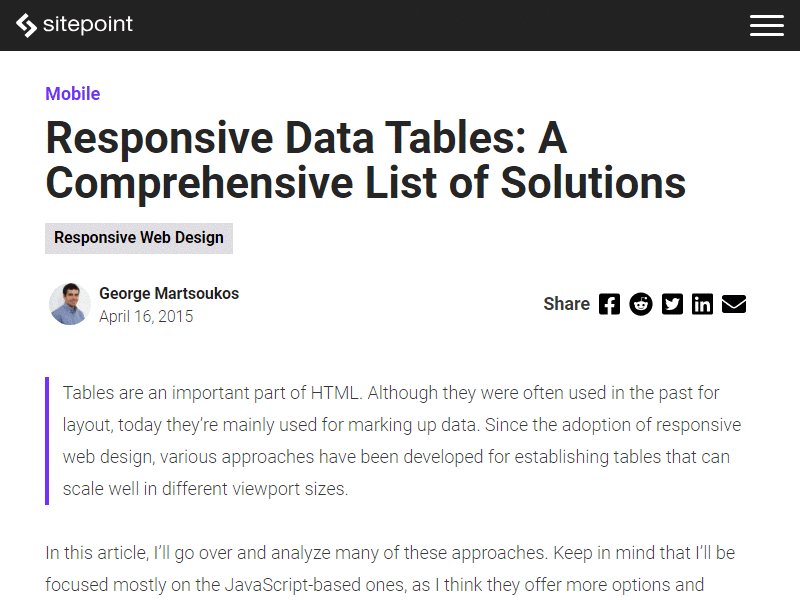 sitepoint
Mobile
Responsive Data Tables: A
Comprehensive List of Solutions
Responsive Web Design
George Martsoukos
April 16, 2015
Share
Tables are an important part of HTML. Although they were often used in the past for
layout, today they’re mainly used for marking up data. Since the adoption of responsive
web design, various approaches have been developed for establishing tables that can
scale well in different viewport sizes.
In this article, I’ll go over and analyze many of these approaches. Keep in mind that I’ll be
focused mostly on the JavaScript-based ones, as I think they offer more options and